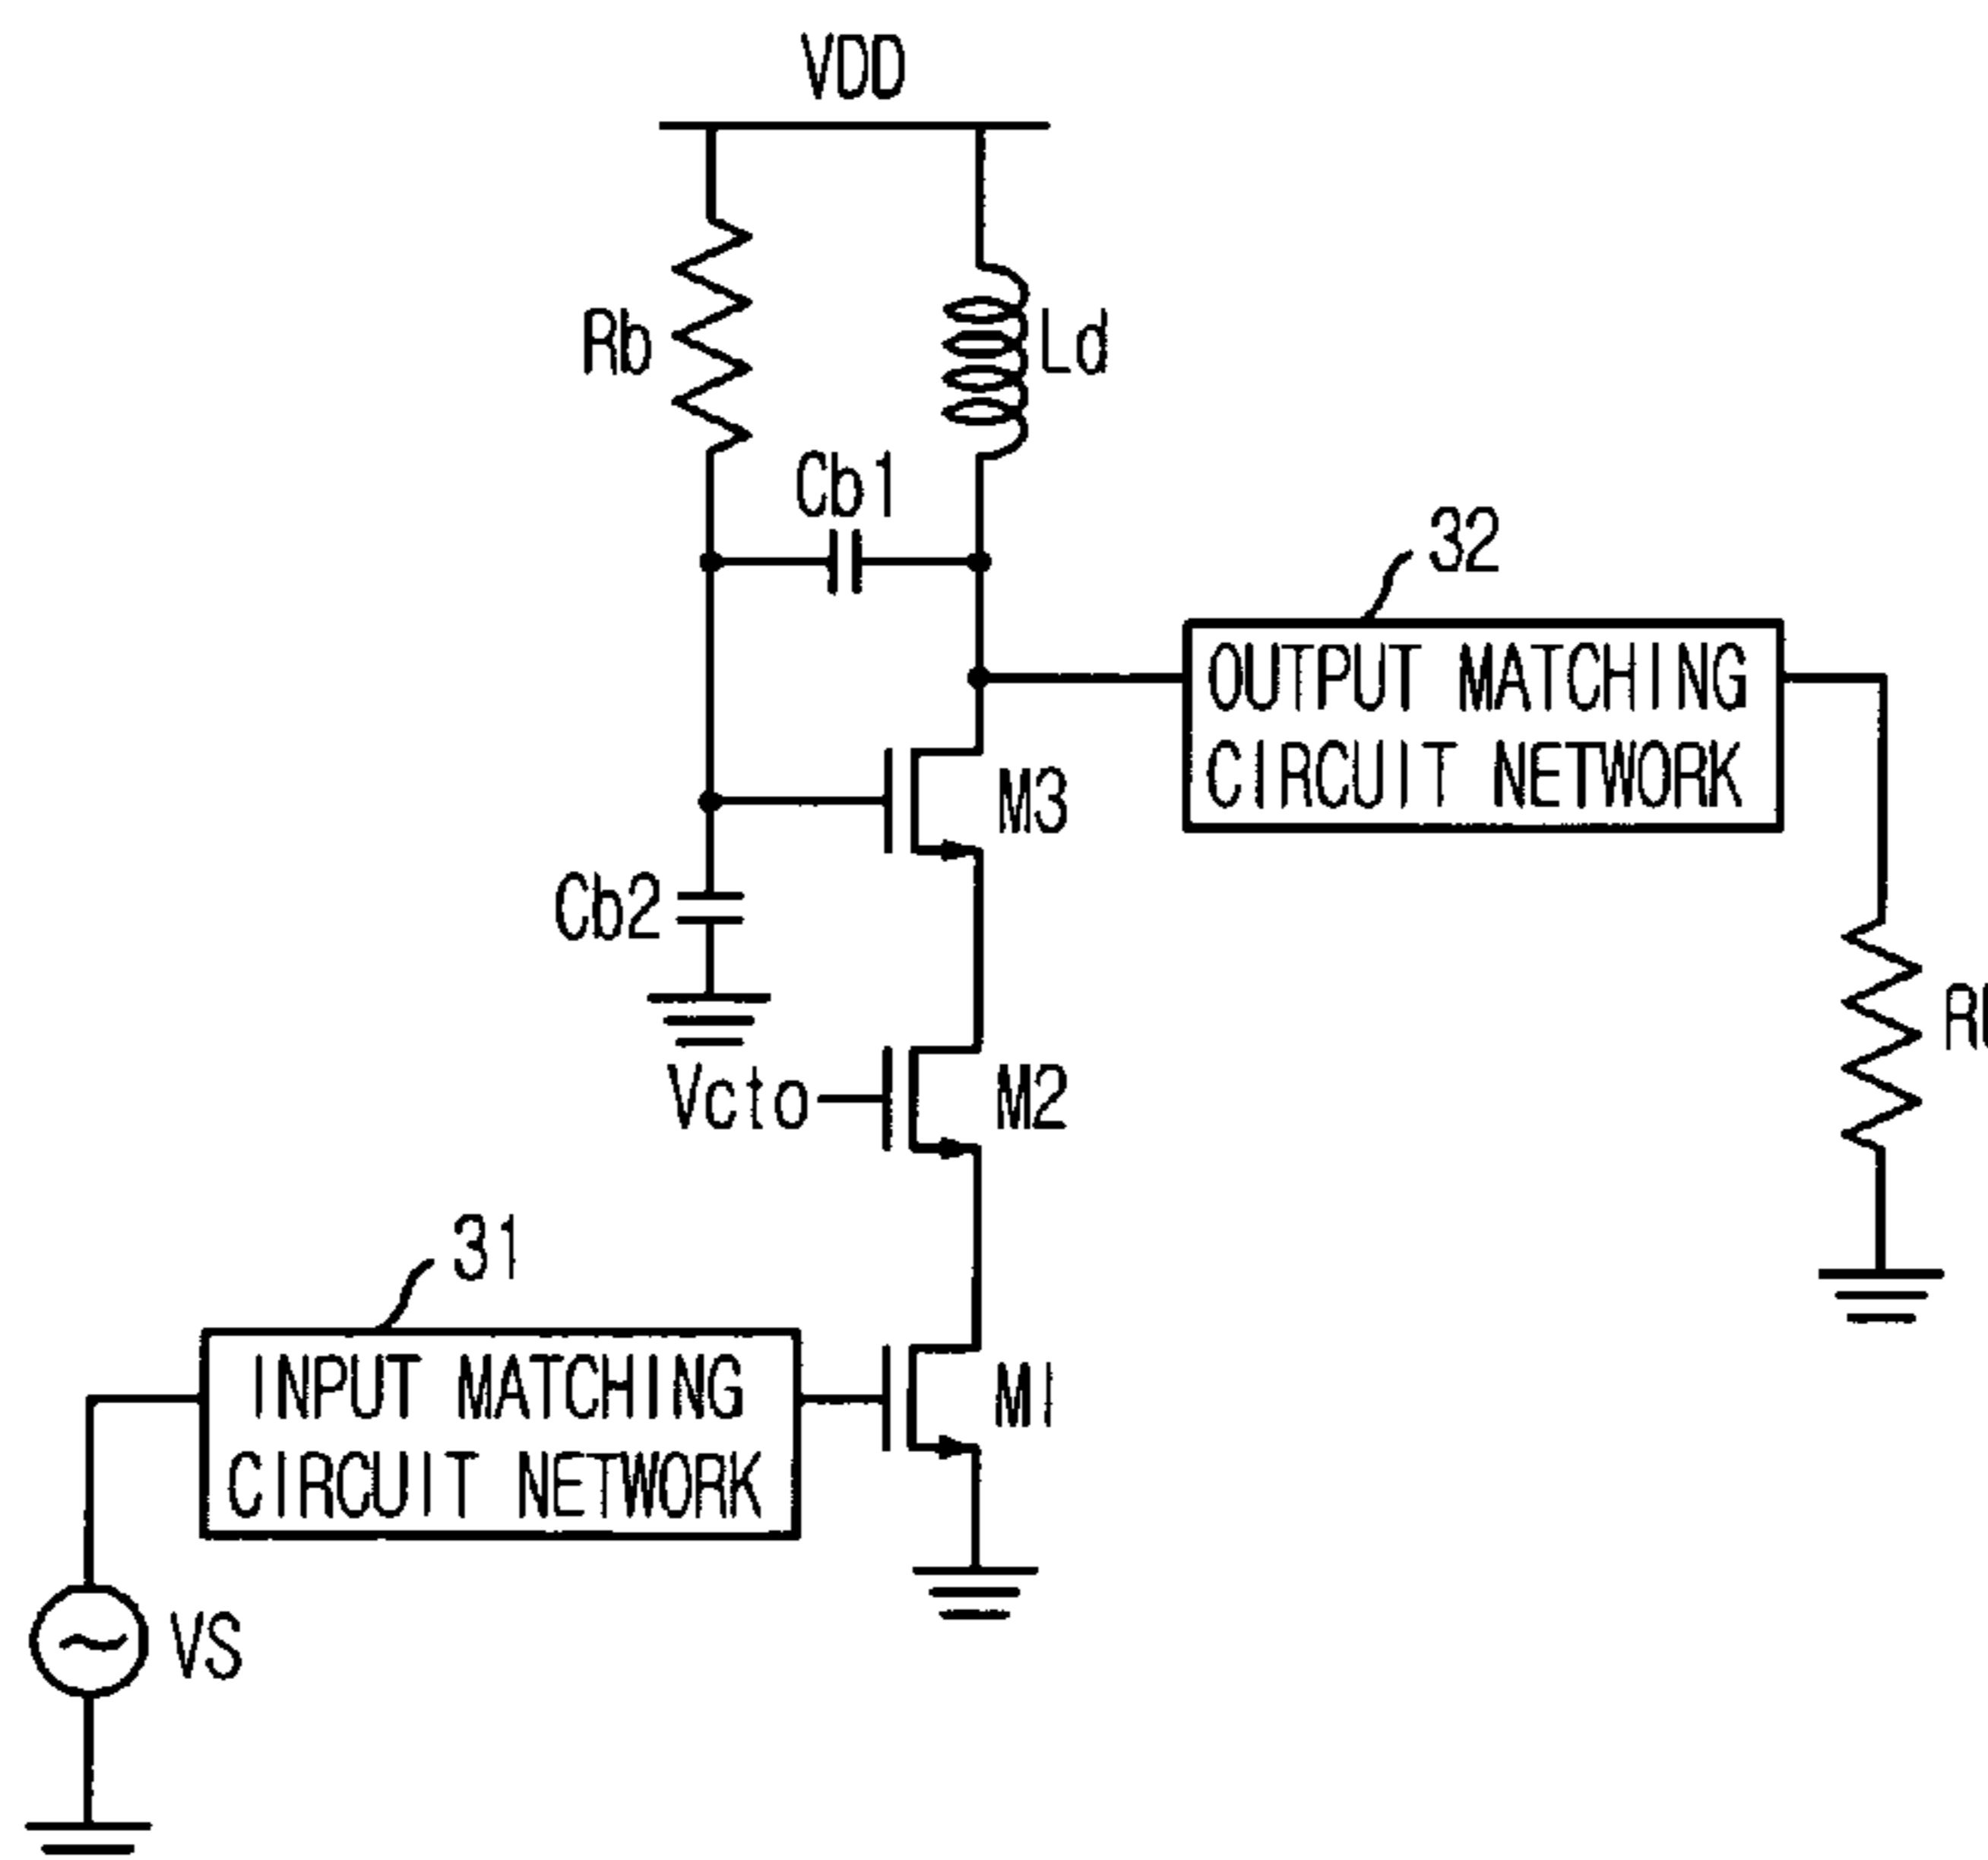 VDD
Rb
Ld
Cb1
32
OUTPUT MATCHING
CIRCUIT NETWORK
M3
Cb2
Vcto
M2
31
INPUT MATCHING
CIRCUIT NETWORK
M1
VS